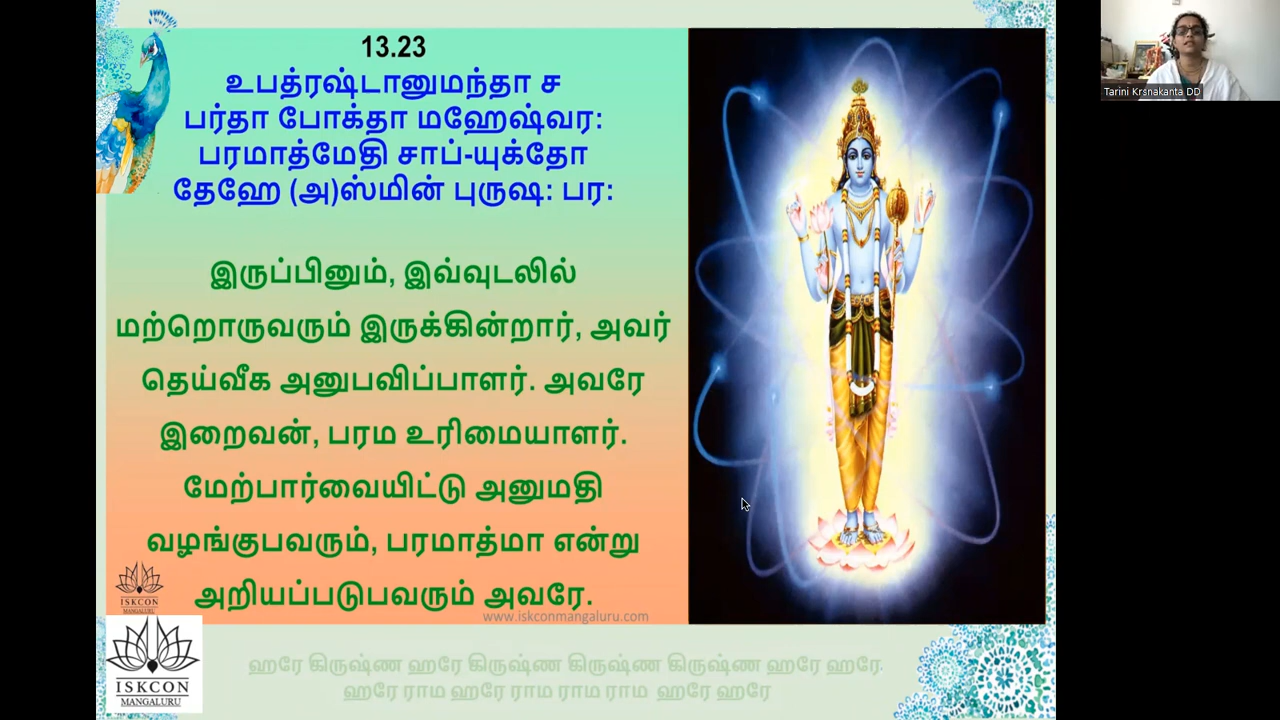 13.23
உபத்ரஷ்டானுமந்தா ச
பர்தா போக்தா மஹேஷ்வர:
பரமாத்மேதி சாப்-யுக்தோ
தேஹே (அ)ஸ்மின் புருஷ: பர:
இருப்பினும், இவ்வுடலில்
மற்றொருவரும் இருக்கின்றார், அவர்
தெய்வீக அனுபவிப்பாளர். அவரே
இறைவன், பரம உரிமையாளர்.
மேற்பார்வையிட்டு அனுமதி
வழங்குபவரும், பரமாத்மா என்று
அறியப்படுபவரும் அவரே.
www.iskconmangaluru.com
ISKCON
MANGALURU
ISKCON
MANGALURU
ஹரே கிருஷ்ண ஹரே கிருஷ்ண கிருஷ்ண கிருஷ்ண ஹரே ஹரே.
ஹரே ராம ஹரே ராம ராம ராம ஹரே ஹரே
Tarini Krsnakanta DD